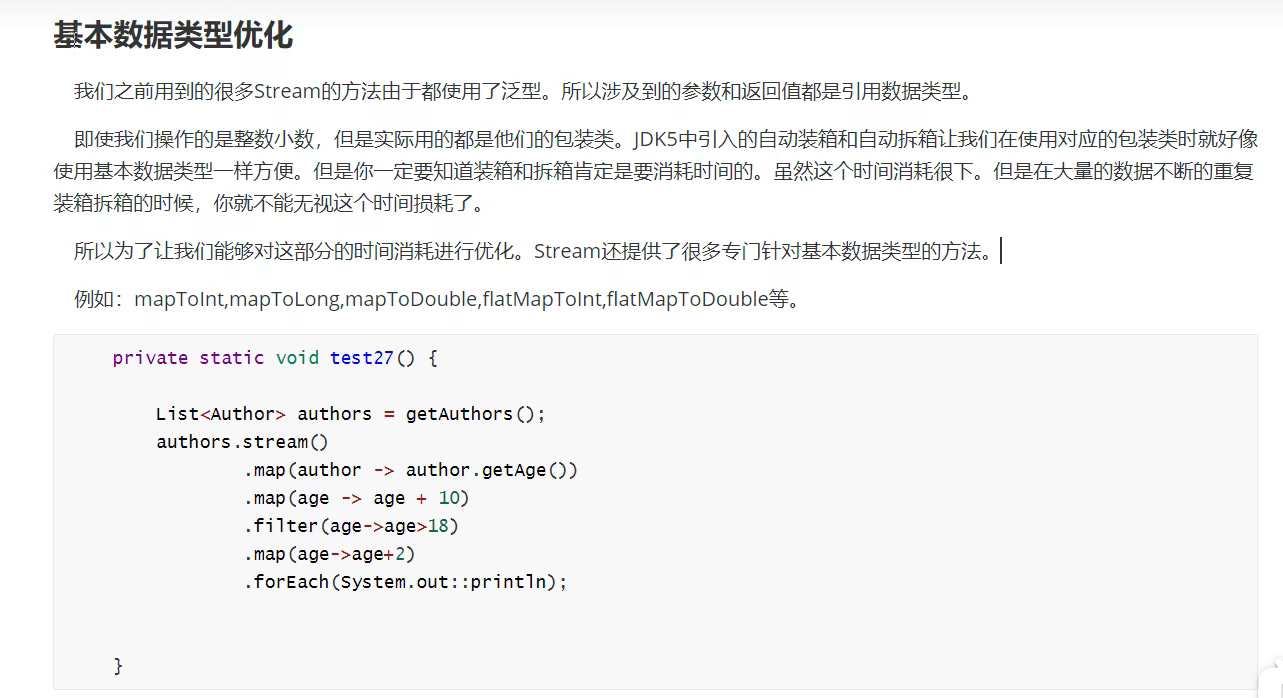 基本数据类型优化
我们之前用到的很多Stream的方法由于都使用了泛型。所以涉及到的参数和返回值都是引用数据类型。
即使我们操作的是整数小数，但是实际用的都是他们的包装类。JDK5中引入的自动装箱和自动拆箱让我们在使用对应的包装类时就好像
使用基本数据类型一样方便。但是你一定要知道装箱和拆箱肯定是要消耗时间的。虽然这个时间消耗很下。但是在大量的数据不断的重复
装箱拆箱的时候，你就不能无视这个时间损耗了。
所以为了让我们能够对这部分的时间消耗进行优化。Stream还提供了很多专门针对基本数据类型的方法。
例如：mapToInt,mapToLong,mapToDouble,flatMapToInt,flatMapToDouble等。
private static void test27() {
List<Author> authors = getAuthors();
authors.stream()
.map(author -> author.getAge())
.map(age -> age + 10)
.filter(age->age>18)
.map(age->age+2)
.forEach(System.out::println);
}